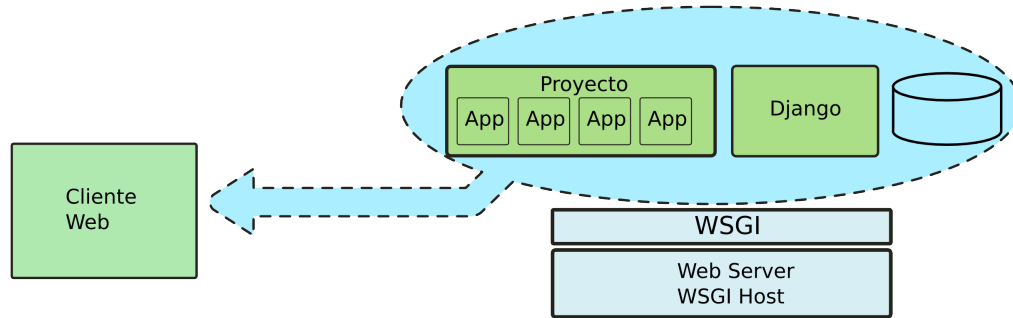 Proyecto
App App App App
Django
Cliente
Web
WSGI
Web Server
WSGI Host